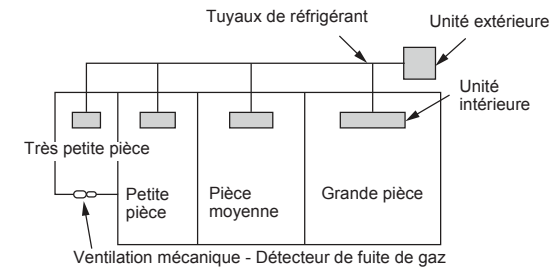 Tuyaux de réfrigérant
Unité extérieure
Unité
intérieure
Très petite pièce
Petite
pièce
Pièce
moyenne
Grande pièce
Ventilation mécanique - Détecteur de fuite de gaz